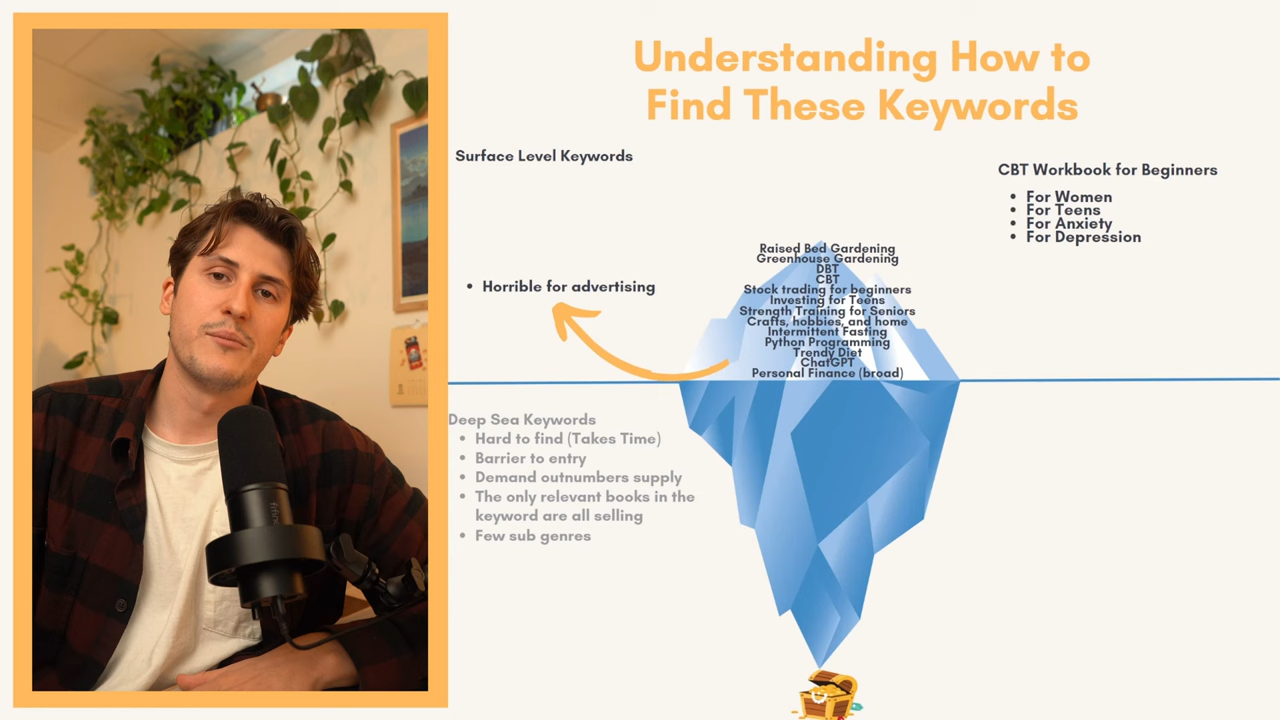 Understanding How to
Find These Keywords
Surface Level Keywords
CBT Workbook for Beginners
• For Women
• For Teens
• For Anxiety
• For Depression
• Horrible for advertising
Raised Bed Gardening
Greenhouse Gardening
DBT
CBT
Stock trading for beginners
Investing for Teens
Strength Training for Seniors
Crafts, hobbies, and home
Intermittent Fasting
Python Programming
Trendy Diet
ChatGPT
Personal Finance (broad)
Deep Sea Keywords
• Hard to find (Takes Time)
• Barrier to entry
• Demand outnumbers supply
• The only relevant books in the
keyword are all selling
• Few sub genres